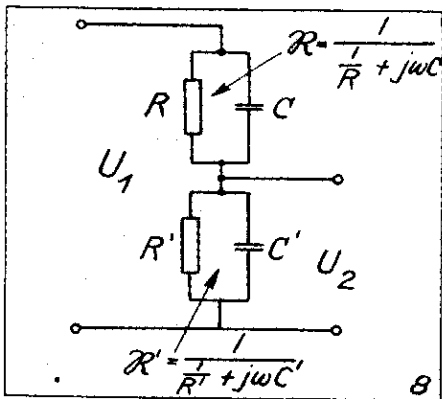 ℜ = 1 / (1/R + jωC)
R
C
U₁
R'
C'
U₂
ℜ' = 1 / (1/R' + jωC')
8